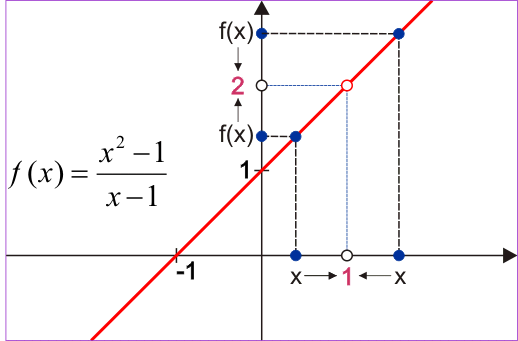 f(x)
2
f(x)
f(x) = x² −1 / x −1
1
-1
x 1 x